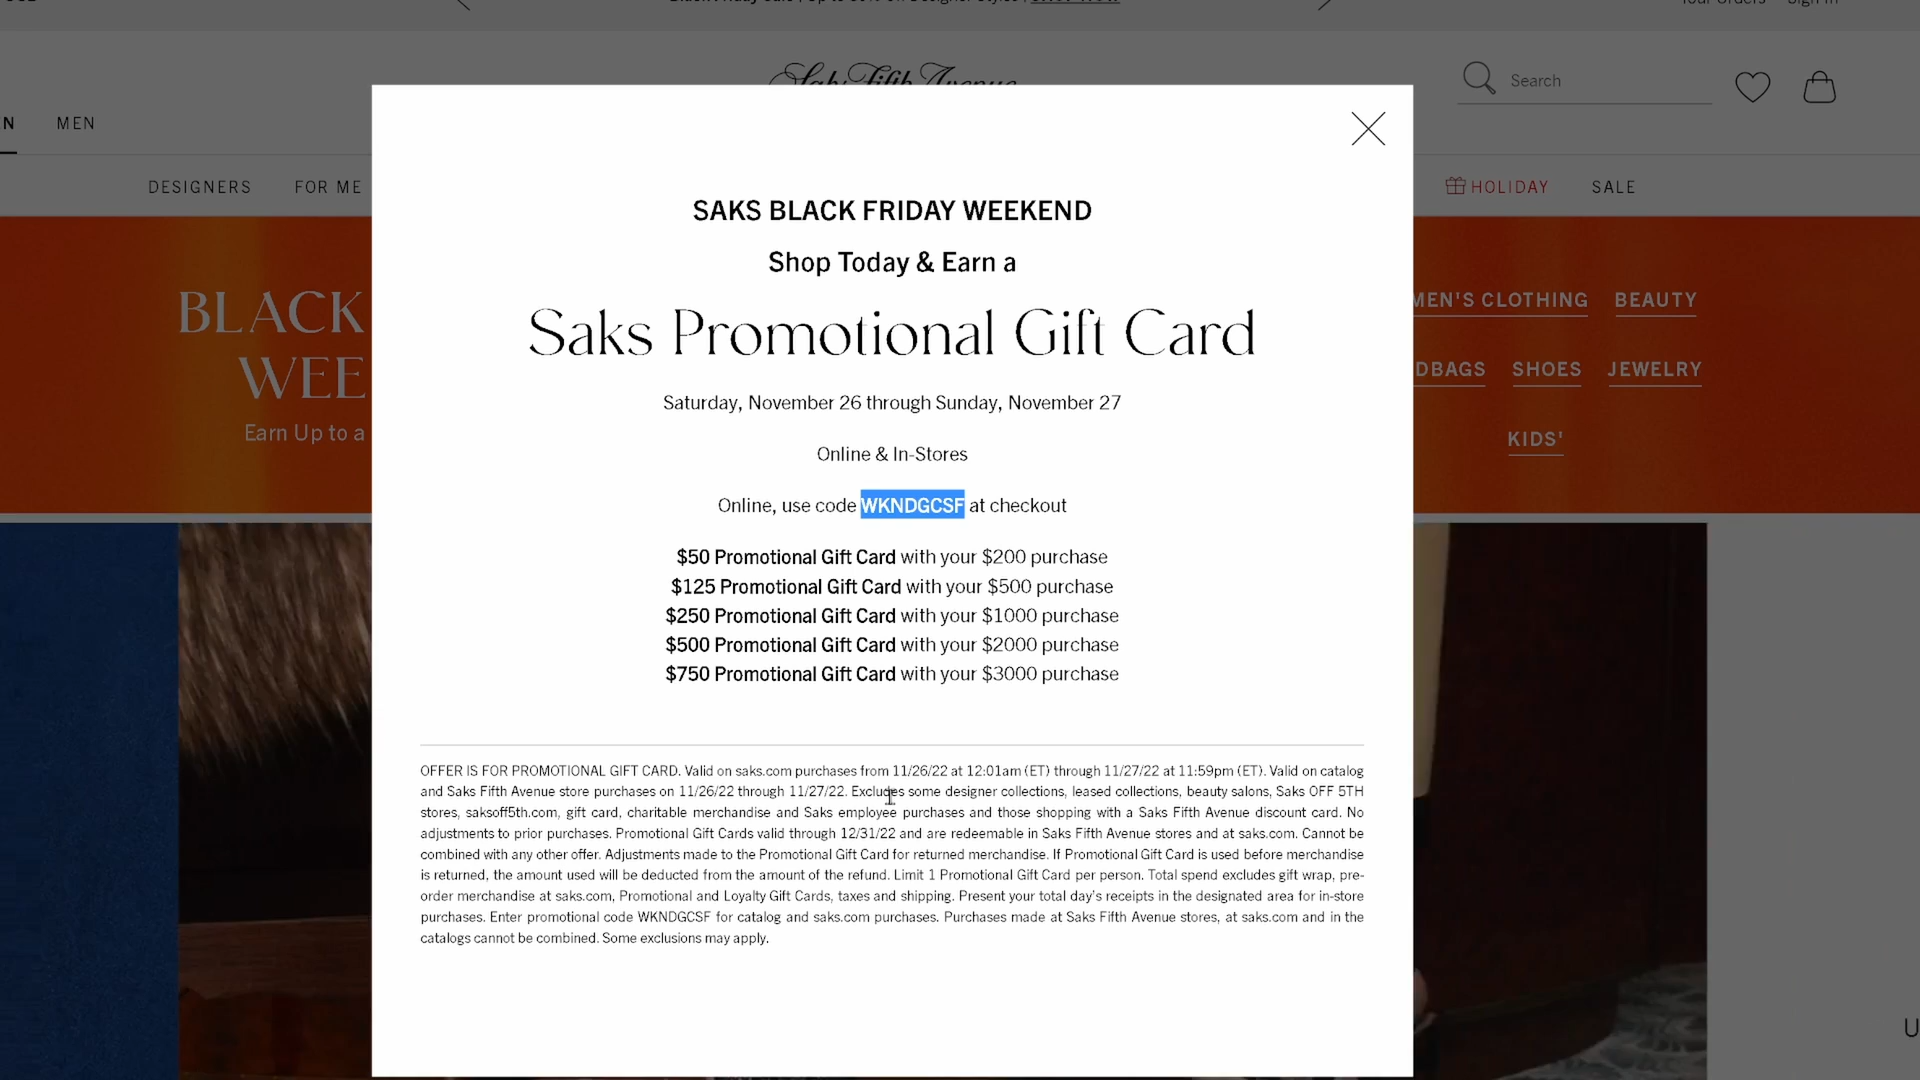 Your Orders Sign In
Search
MEN
DESIGNERS FOR ME
HOLIDAY SALE
BLACK
WEE
Earn Up to a
MEN'S CLOTHING BEAUTY
DBAGS SHOES JEWELRY
KIDS'
SAKS BLACK FRIDAY WEEKEND
Shop Today & Earn a
Saks Promotional Gift Card
Saturday, November 26 through Sunday, November 27
Online & In-Stores
Online, use code WKNDGCSF at checkout
$50 Promotional Gift Card with your $200 purchase
$125 Promotional Gift Card with your $500 purchase
$250 Promotional Gift Card with your $1000 purchase
$500 Promotional Gift Card with your $2000 purchase
$750 Promotional Gift Card with your $3000 purchase
OFFER IS FOR PROMOTIONAL GIFT CARD. Valid on saks.com purchases from 11/26/22 at 12:01am (ET) through 11/27/22 at 11:59pm (ET). Valid on catalog
and Saks Fifth Avenue store purchases on 11/26/22 through 11/27/22. Excludes some designer collections, leased collections, beauty salons, Saks OFF 5TH
stores, saksoff5th.com, gift card, charitable merchandise and Saks employee purchases and those shopping with a Saks Fifth Avenue discount card. No
adjustments to prior purchases. Promotional Gift Cards valid through 12/31/22 and are redeemable in Saks Fifth Avenue stores and at saks.com. Cannot be
combined with any other offer. Adjustments made to the Promotional Gift Card for returned merchandise. If Promotional Gift Card is used before merchandise
is returned, the amount used will be deducted from the amount of the refund. Limit 1 Promotional Gift Card per person. Total spend excludes gift wrap, pre-
order merchandise at saks.com, Promotional and Loyalty Gift Cards, taxes and shipping. Present your total day's receipts in the designated area for in-store
purchases. Enter promotional code WKNDGCSF for catalog and saks.com purchases. Purchases made at Saks Fifth Avenue stores, at saks.com and in the
catalogs cannot be combined. Some exclusions may apply.